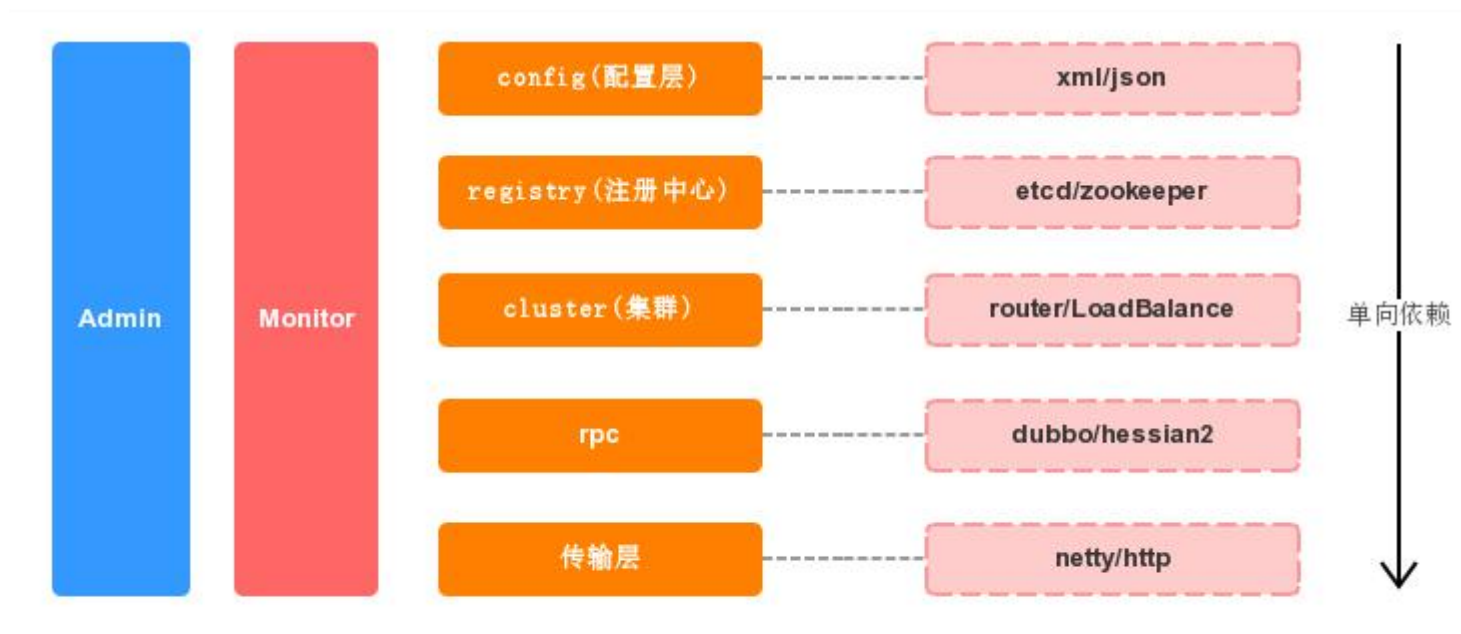 Admin
Monitor
config(配置层)
xml/json
registry(注册中心)
etcd/zookeeper
cluster(集群)
router/LoadBalance
单向依赖
rpc
dubbo/hessian2
传输层
netty/http